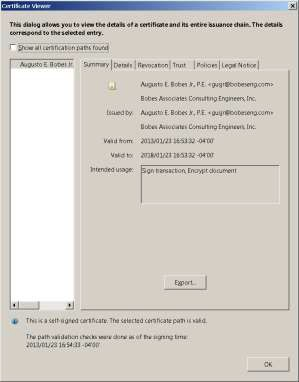 Certificate Viewer
This dialog allows you to view the details of a certificate and its entire issuance chain. The details
correspond to the selected entry.
Show all certification paths found
Augusto E. Bobes Jr.
Summary Details Revocation Trust Policies Legal Notice
Augusto E. Bobes Jr., P.E. <gusjr@bobeseng.com>
Bobes Associates Consulting Engineers, Inc.
Issued by: Augusto E. Bobes Jr., P.E. <gusjr@bobeseng.com>
Bobes Associates Consulting Engineers, Inc.
Valid from: 2013/01/23 16:53:32 -04'00'
Valid to: 2018/01/23 16:53:32 -04'00'
Intended usage: Sign transaction, Encrypt document
Export...
This is a self-signed certificate. The selected certificate path is valid.
The path validation checks were done as of the signing time:
2013/01/23 16:54:33 -04'00'
OK